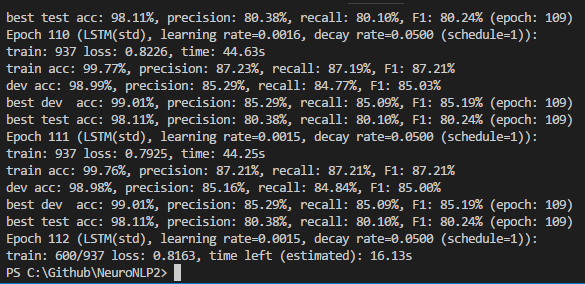 best test acc: 98.11%, precision: 80.38%, recall: 80.10%, F1: 80.24% (epoch: 109)
Epoch 110 (LSTM(std), learning rate=0.0016, decay rate=0.0500 (schedule=1)):
train: 937 loss: 0.8226, time: 44.63s
train acc: 99.77%, precision: 87.23%, recall: 87.19%, F1: 87.21%
dev acc: 98.99%, precision: 85.29%, recall: 84.77%, F1: 85.03%
best dev  acc: 99.01%, precision: 85.29%, recall: 85.09%, F1: 85.19% (epoch: 109)
best test acc: 98.11%, precision: 80.38%, recall: 80.10%, F1: 80.24% (epoch: 109)
Epoch 111 (LSTM(std), learning rate=0.0015, decay rate=0.0500 (schedule=1)):
train: 937 loss: 0.7925, time: 44.25s
train acc: 99.76%, precision: 87.21%, recall: 87.21%, F1: 87.21%
dev acc: 98.98%, precision: 85.16%, recall: 84.84%, F1: 85.00%
best dev  acc: 99.01%, precision: 85.29%, recall: 85.09%, F1: 85.19% (epoch: 109)
best test acc: 98.11%, precision: 80.38%, recall: 80.10%, F1: 80.24% (epoch: 109)
Epoch 112 (LSTM(std), learning rate=0.0015, decay rate=0.0500 (schedule=1)):
train: 600/937 loss: 0.8163, time left (estimated): 16.13s
PS C:\Github\NeuroNLP2>